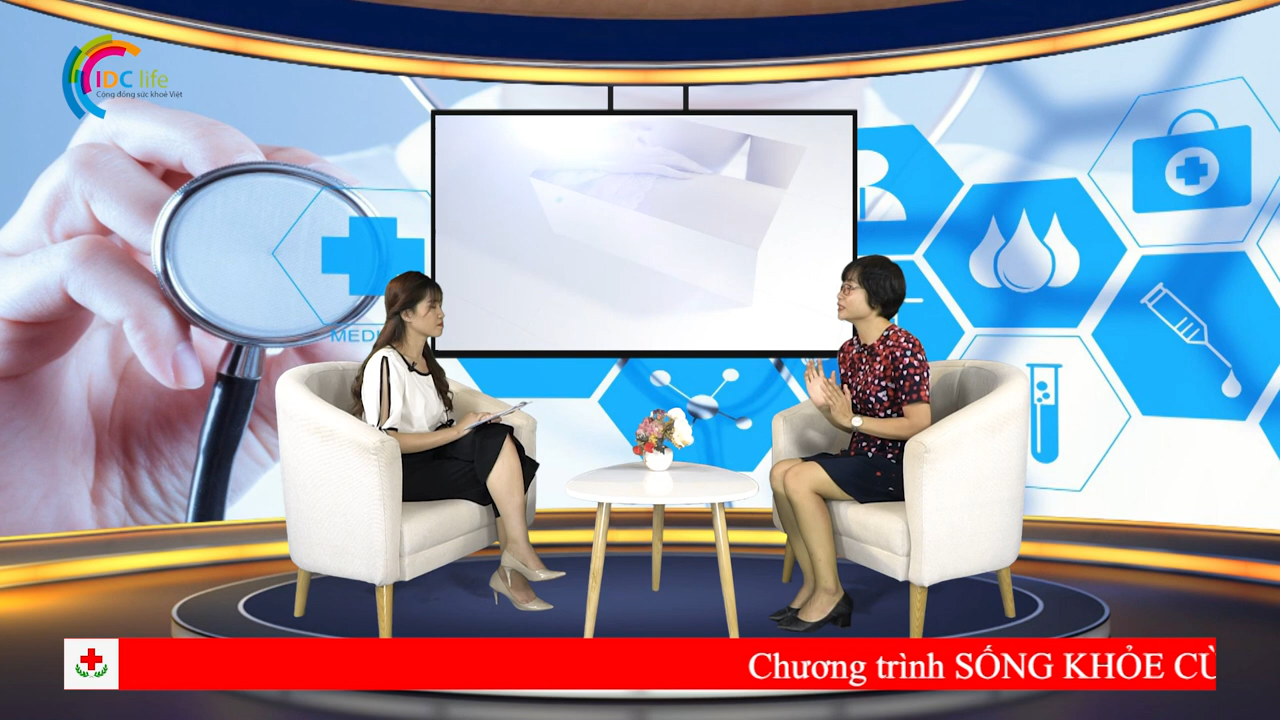 IDC life
Cộng đồng sức khoẻ Việt
MEDI
Chương trình SỐNG KHỎE CÙ